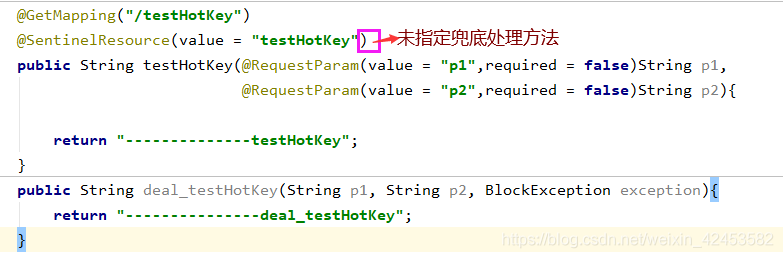 @GetMapping("/testHotKey")
@SentinelResource(value = "testHotKey") 未指定兜底处理方法
public String testHotKey(@RequestParam(value = "p1",required = false)String p1,
@RequestParam(value = "p2",required = false)String p2){
return "--------------testHotKey";
}
public String deal_testHotKey(String p1, String p2, BlockException exception){
return "---------------deal_testHotKey";
}
https://blog.csdn.net/weixin_42453582